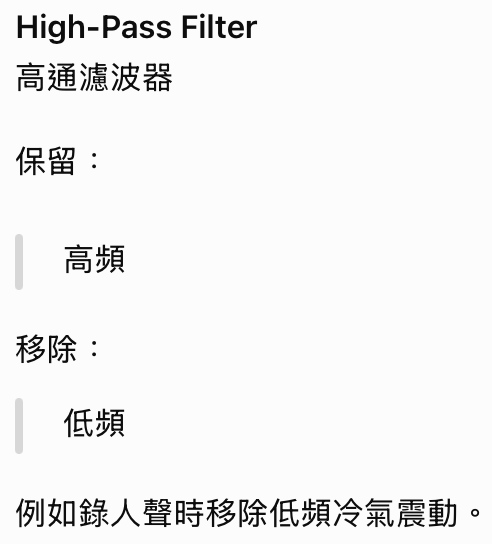 High-Pass Filter
高通濾波器
保留：
高頻
移除：
低頻
例如錄人聲時移除低頻冷氣震動。